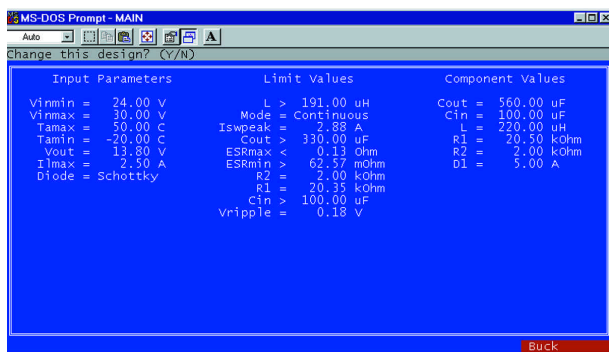 MS-DOS Prompt - MAIN
Auto
A
Change this design? (Y/N)
Input Parameters Limit Values Component Values
Vinmin = 24.00 V L > 191.00 uH Cout = 560.00 uF
Vinmax = 30.00 V Mode = Continuous Cin = 100.00 uF
Tamax = 50.00 C Iswpeak = 2.88 A L = 220.00 uH
Tamin = -20.00 C Cout > 330.00 uF R1 = 20.50 kOhm
Vout = 13.80 V ESRmax < 0.13 Ohm R2 = 2.00 kOhm
Ilmax = 2.50 A ESRmin > 62.57 mOhm D1 = 5.00 A
Diode = Schottky R2 = 2.00 kOhm
R1 = 20.35 kOhm
Cin > 100.00 uF
Vripple = 0.18 V
Buck